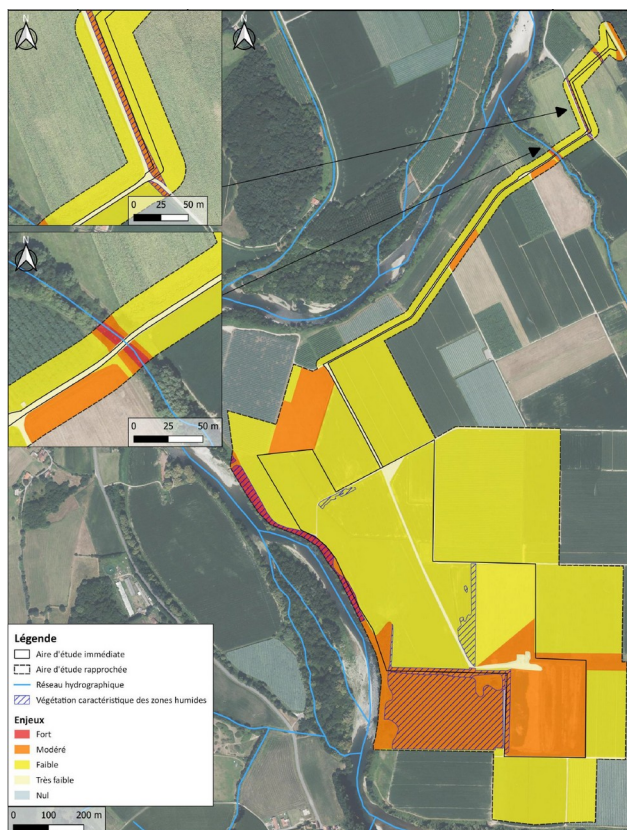 N
N
0 25 50 m
N
0 25 50 m
Légende
Aire d'étude immédiate
Aire d'étude rapprochée
Réseau hydrographique
Végétation caractéristique des zones humides
Enjeux
Fort
Modéré
Faible
Très faible
Nul
0 100 200 m